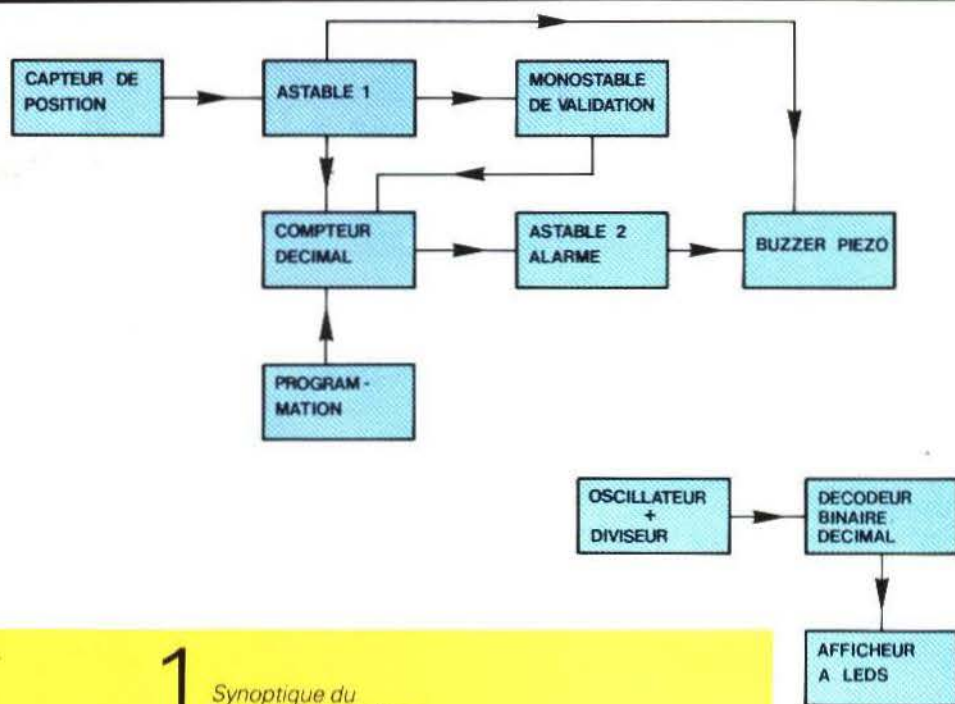 CAPTEUR DE
POSITION
ASTABLE 1
MONOSTABLE
DE VALIDATION
COMPTEUR
DECIMAL
ASTABLE 2
ALARME
BUZZER PIEZO
PROGRAM -
MATION
OSCILLATEUR
+
DIVISEUR
DECODEUR
BINAIRE
DECIMAL
AFFICHEUR
A LEDS
1
Synoptique du